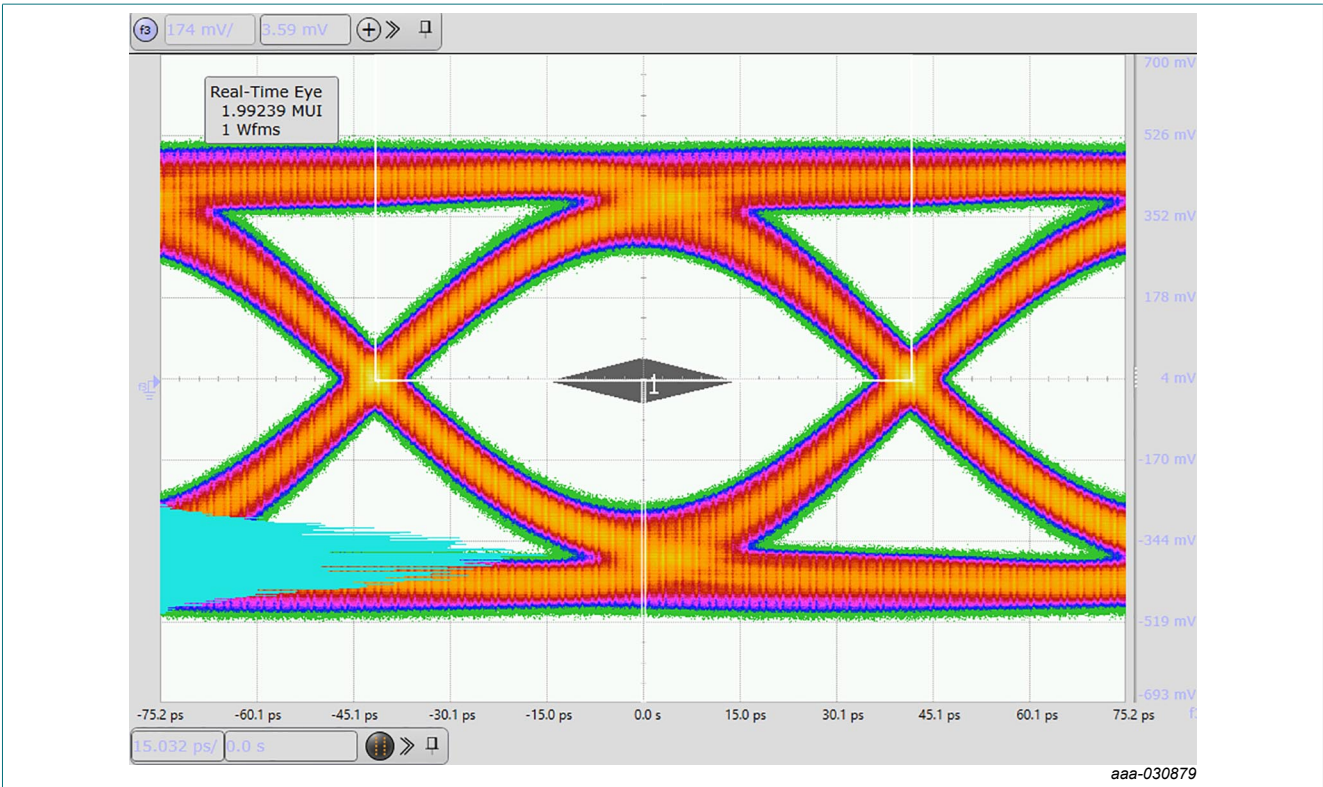 f3 174 mV/ 3.59 mV
700 mV
Real-Time Eye
1.99239 MUI
1 Wfms
526 mV
352 mV
178 mV
1
4 mV
-170 mV
-344 mV
-519 mV
-693 mV
-75.2 ps -60.1 ps -45.1 ps -30.1 ps -15.0 ps 0.0 s 15.0 ps 30.1 ps 45.1 ps 60.1 ps 75.2 ps
15.032 ps/ 0.0 s
aaa-030879